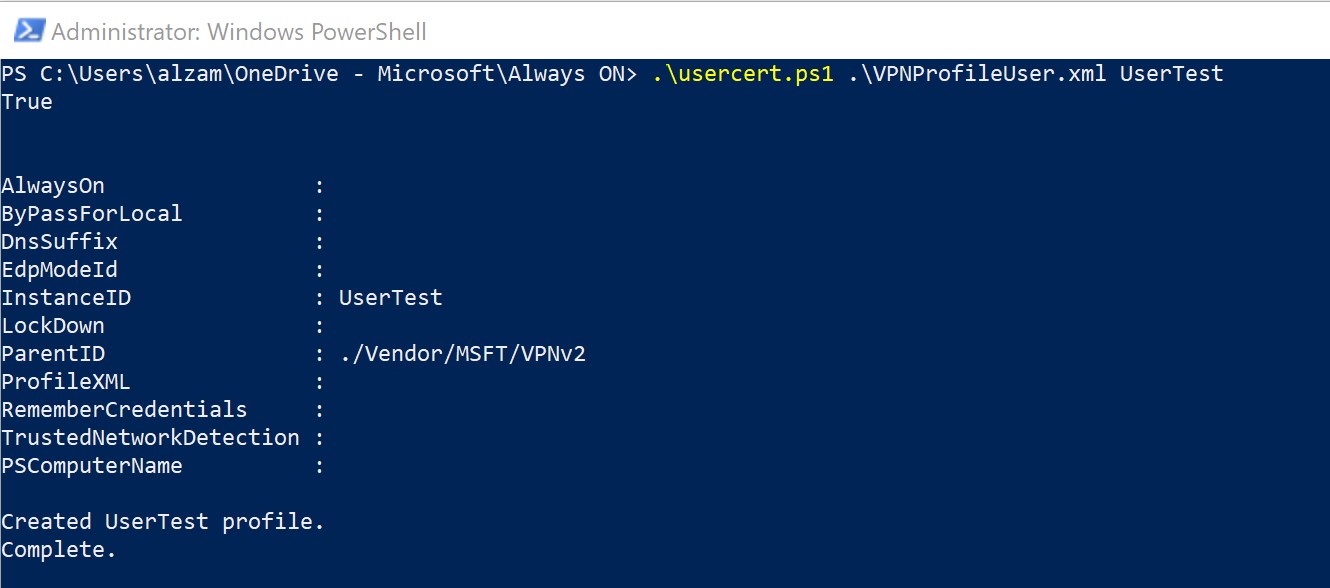 Administrator: Windows PowerShell
PS C:\Users\alzam\OneDrive - Microsoft\Always ON> .\usercert.ps1 .\VPNProfileUser.xml UserTest
True
AlwaysOn :
ByPassForLocal :
DnsSuffix :
EdpModeId :
InstanceID : UserTest
LockDown :
ParentID : ./Vendor/MSFT/VPNv2
ProfileXML :
RememberCredentials :
TrustedNetworkDetection :
PSComputerName :
Created UserTest profile.
Complete.